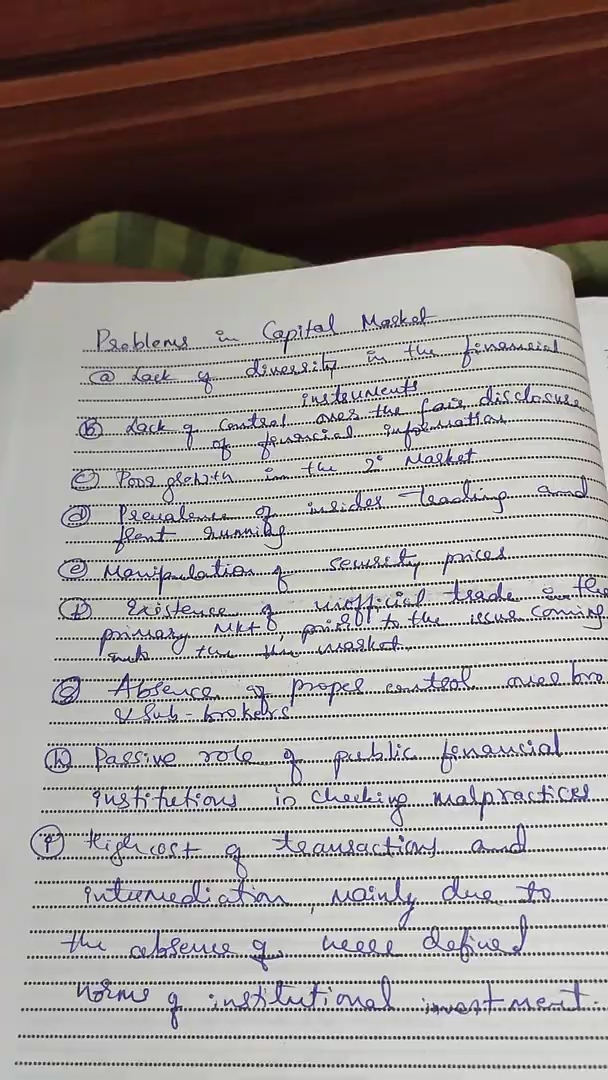 Problems in Capital Market
(a) Lack of diversity in the financial
instruments
(b) Lack of Control over the fair disclosure
of financial information
(c) Poor growth in the 2° Market
(d) Prevalence of insider trading and
front running
(e) Manipulation of security prices
(f) Existence of unofficial trade in the
primary Mkt, prior to the issue coming
into the market
(g) Absence of proper control over bro
& Sub-brokers
(h) Passive role of public financial
institutions in checking malpractices
(i) High cost of transactions and
intermediation, mainly due to
the absence of well defined
norms of institutional investment.